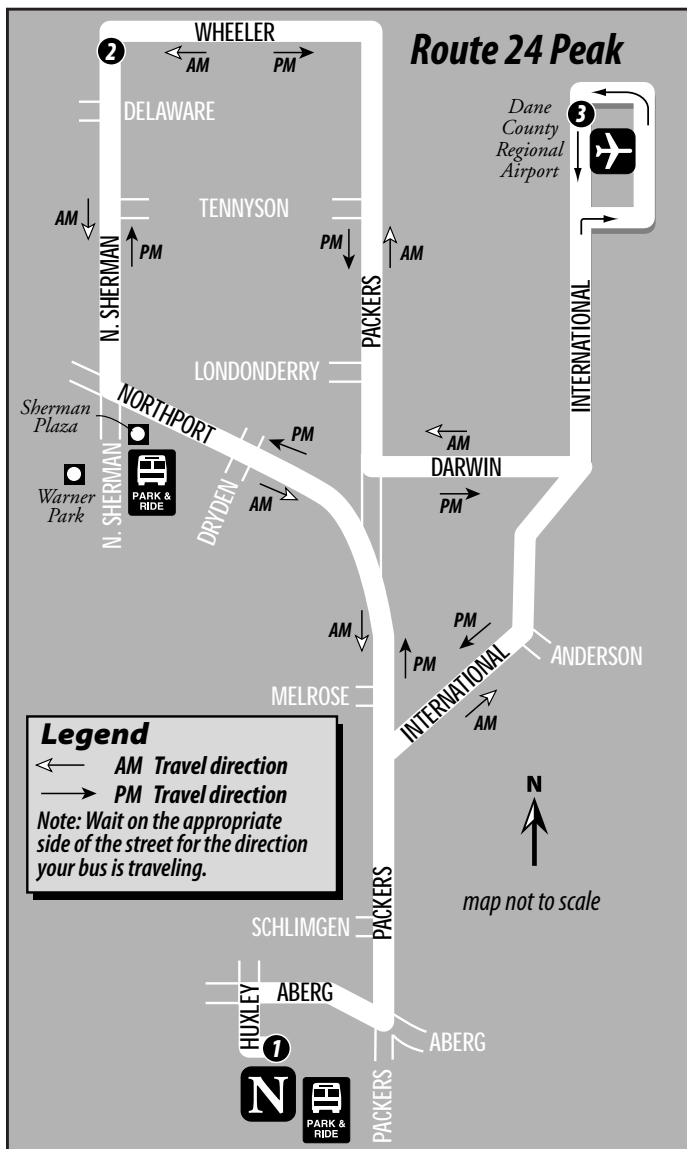 Route 24 Peak
WHEELER
2
AM
PM
DELAWARE
Dane
County
Regional
Airport
3
TENNYSON
AM
PM
N. SHERMAN
PM
AM
PACKERS
INTERNATIONAL
LONDONDERRY
NORTHPORT
Sherman
Plaza
PM
AM
DARWIN
PM
Warner
Park
PARK &
RIDE
N. SHERMAN
DRYDEN
AM
AM
PM
PM
ANDERSON
INTERNATIONAL
AM
MELROSE
Legend
AM Travel direction
PM Travel direction
Note: Wait on the appropriate
side of the street for the direction
your bus is traveling.
N
map not to scale
PACKERS
SCHLIMGEN
HUXLEY
ABERG
1
ABERG
N
PARK &
RIDE
PACKERS